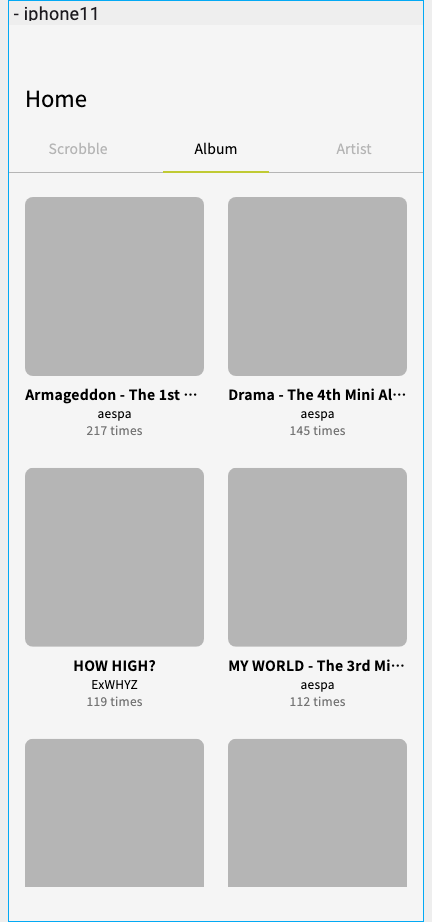 - iphone11
Home
Scrobble Album Artist
Armageddon - The 1st ⋯
aespa
217 times
Drama - The 4th Mini Al⋯
aespa
145 times
HOW HIGH?
ExWHYZ
119 times
MY WORLD - The 3rd Mi⋯
aespa
112 times